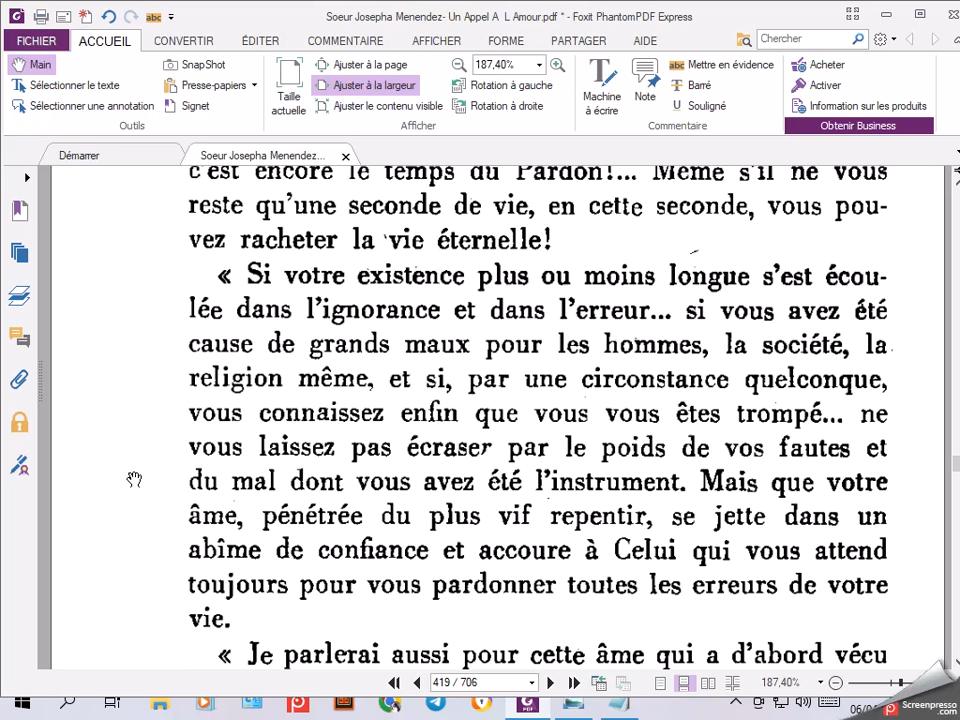 abc
Soeur Josepha Menendez- Un Appel A L Amour.pdf * - Foxit PhantomPDF Express
FICHIER ACCUEIL CONVERTIR ÉDITER COMMENTAIRE AFFICHER FORME PARTAGER AIDE Chercher
Main SnapShot Ajuster à la page 187,40% Mettre en évidence Acheter
Sélectionner le texte Presse-papiers Taille actuelle Ajuster à la largeur Rotation à gauche Machine à écrire Note Barré Activer
Sélectionner une annotation Signet Ajuster le contenu visible Rotation à droite Souligné Information sur les produits
Outils Afficher Commentaire Obtenir Business
Démarrer Soeur Josepha Menendez...
c'est encore le temps du Pardon!... Même s'il ne vous
reste qu'une seconde de vie, en cette seconde, vous pou-
vez racheter la vie éternelle!
« Si votre existence plus ou moins longue s'est écou-
lée dans l'ignorance et dans l'erreur... si vous avez été
cause de grands maux pour les hommes, la société, la
religion même, et si, par une circonstance quelconque,
vous connaissez enfin que vous vous êtes trompé... ne
vous laissez pas écraser par le poids de vos fautes et
du mal dont vous avez été l'instrument. Mais que votre
âme, pénétrée du plus vif repentir, se jette dans un
abîme de confiance et accoure à Celui qui vous attend
toujours pour vous pardonner toutes les erreurs de votre
vie.
« Je parlerai aussi pour cette âme qui a d'abord vécu
419 / 706 187,40%
Screenpresso
.com